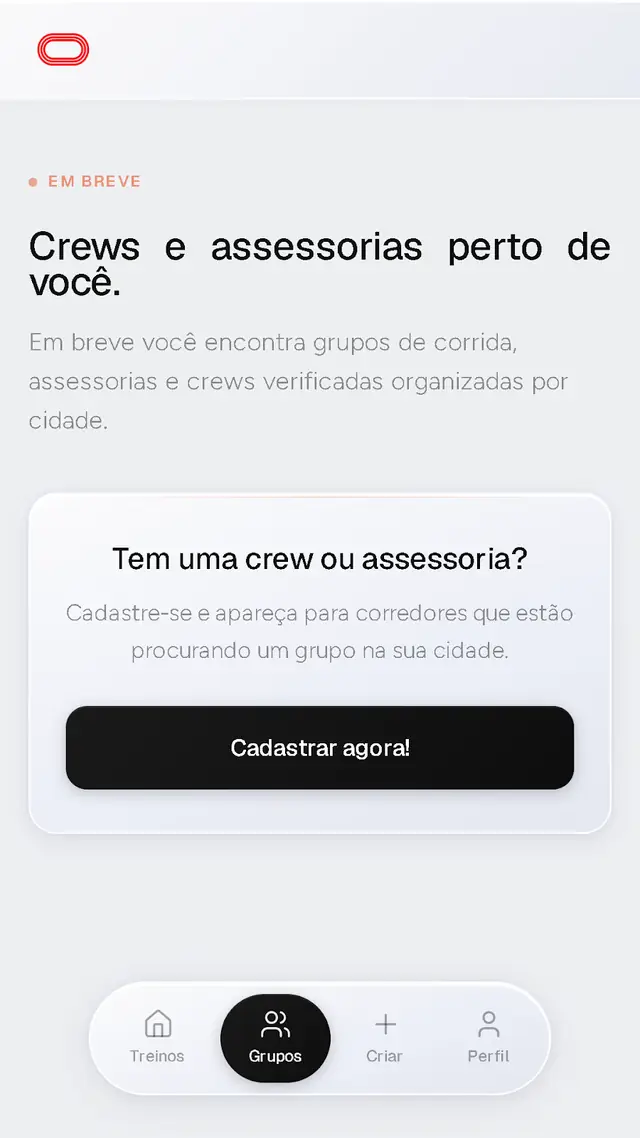 EM BREVE
Crews e assessorias perto de
você.
Em breve você encontra grupos de corrida,
assessorias e crews verificadas organizadas por
cidade.
Tem uma crew ou assessoria?
Cadastre-se e apareça para corredores que estão
procurando um grupo na sua cidade.
Cadastrar agora!
Treinos
Grupos
Criar
Perfil